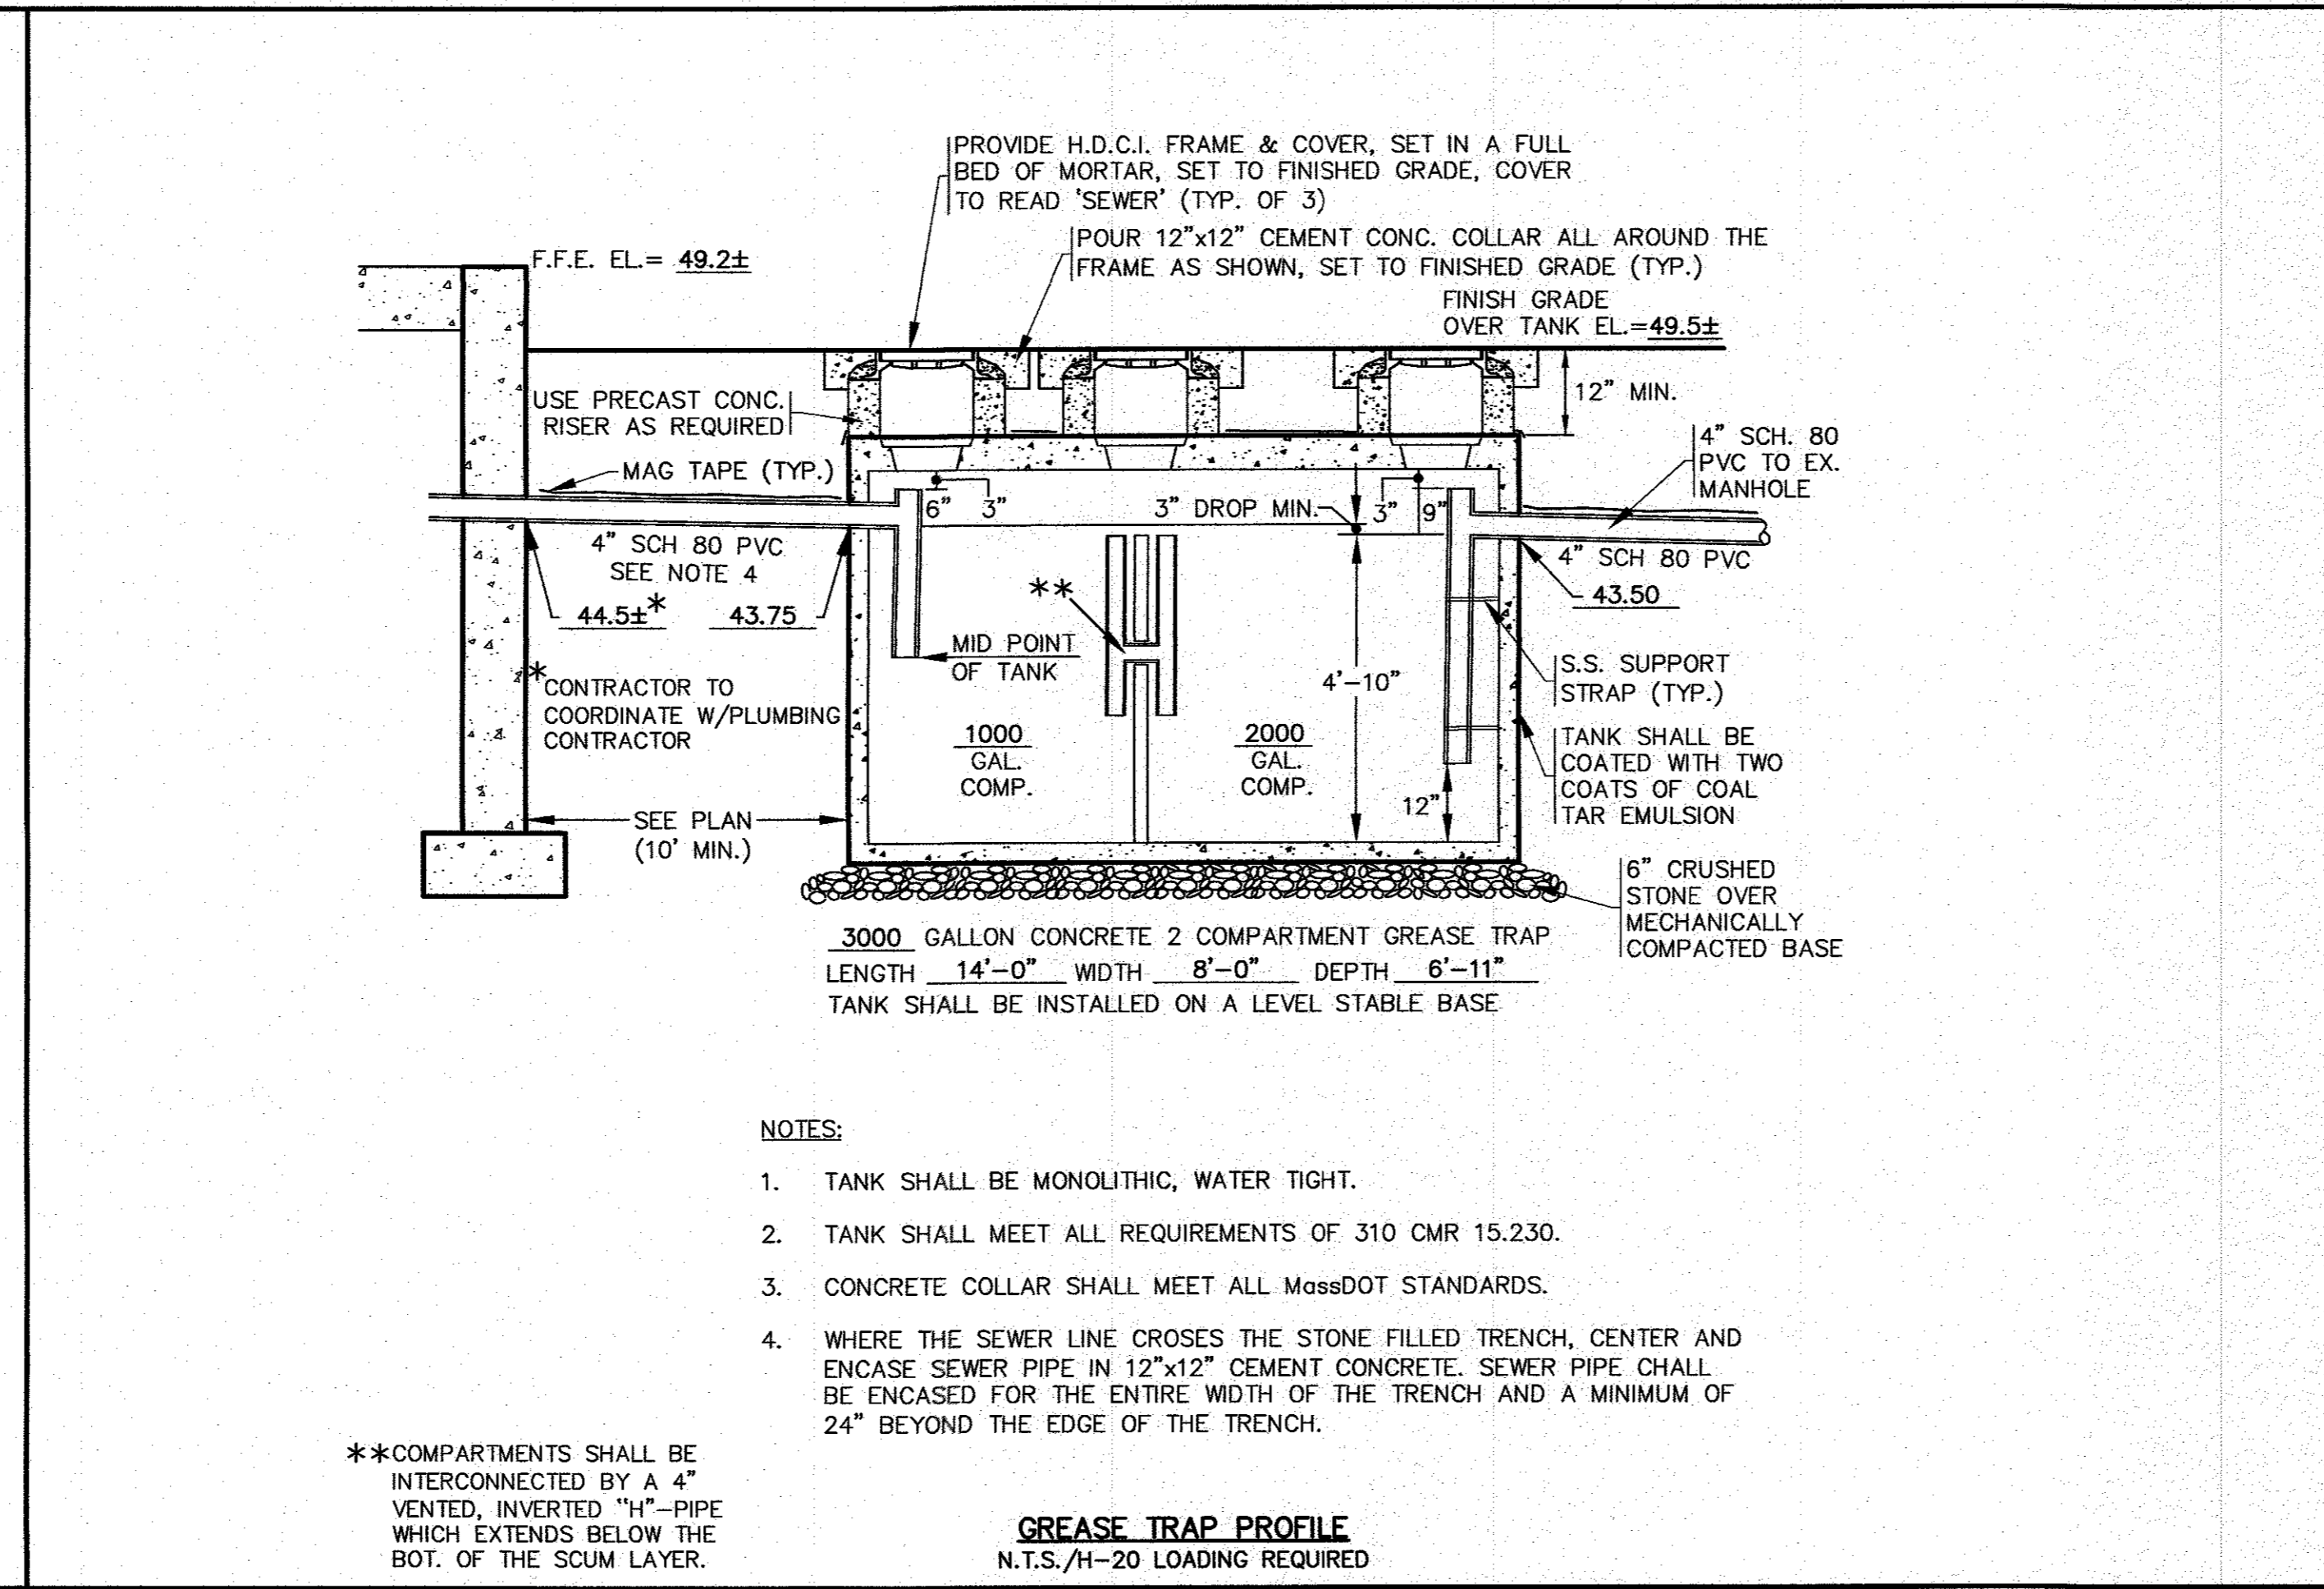 PROVIDE H.D.C.I. FRAME & COVER, SET IN A FULL
BED OF MORTAR, SET TO FINISHED GRADE, COVER
TO READ 'SEWER' (TYP. OF 3)
POUR 12"x12" CEMENT CONC. COLLAR ALL AROUND THE
FRAME AS SHOWN, SET TO FINISHED GRADE (TYP.)
F.F.E. EL.= 49.2±
FINISH GRADE
OVER TANK EL.=49.5±
USE PRECAST CONC.
RISER AS REQUIRED
12" MIN.
MAG TAPE (TYP.)
4" SCH. 80
PVC TO EX.
MANHOLE
6" 3"
3" DROP MIN.
3" 9"
4" SCH 80 PVC
SEE NOTE 4
4" SCH 80 PVC
44.5±* 43.75
**
43.50
MID POINT
OF TANK
4'-10"
S.S. SUPPORT
STRAP (TYP.)
*CONTRACTOR TO
COORDINATE W/PLUMBING
CONTRACTOR
1000
GAL.
COMP.
2000
GAL.
COMP.
TANK SHALL BE
COATED WITH TWO
COATS OF COAL
TAR EMULSION
12"
SEE PLAN
(10' MIN.)
6" CRUSHED
STONE OVER
MECHANICALLY
COMPACTED BASE
3000 GALLON CONCRETE 2 COMPARTMENT GREASE TRAP
LENGTH 14'-0" WIDTH 8'-0" DEPTH 6'-11"
TANK SHALL BE INSTALLED ON A LEVEL STABLE BASE
NOTES:
1. TANK SHALL BE MONOLITHIC, WATER TIGHT.
2. TANK SHALL MEET ALL REQUIREMENTS OF 310 CMR 15.230.
3. CONCRETE COLLAR SHALL MEET ALL MassDOT STANDARDS.
4. WHERE THE SEWER LINE CROSES THE STONE FILLED TRENCH, CENTER AND
ENCASE SEWER PIPE IN 12"x12" CEMENT CONCRETE. SEWER PIPE CHALL
BE ENCASED FOR THE ENTIRE WIDTH OF THE TRENCH AND A MINIMUM OF
24" BEYOND THE EDGE OF THE TRENCH.
**COMPARTMENTS SHALL BE
INTERCONNECTED BY A 4"
VENTED, INVERTED "H"-PIPE
WHICH EXTENDS BELOW THE
BOT. OF THE SCUM LAYER.
GREASE TRAP PROFILE
N.T.S./H-20 LOADING REQUIRED